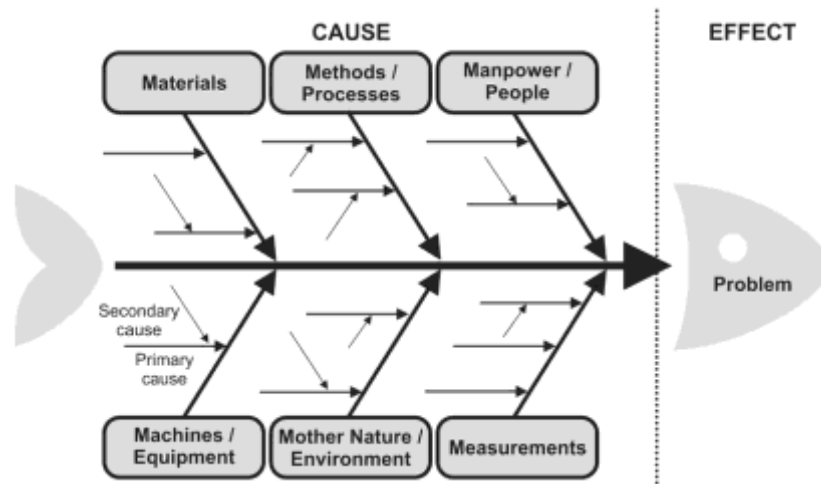 CAUSE
EFFECT
Materials
Methods /
Processes
Manpower /
People
Problem
Secondary
cause
Primary
cause
Machines /
Equipment
Mother Nature /
Environment
Measurements